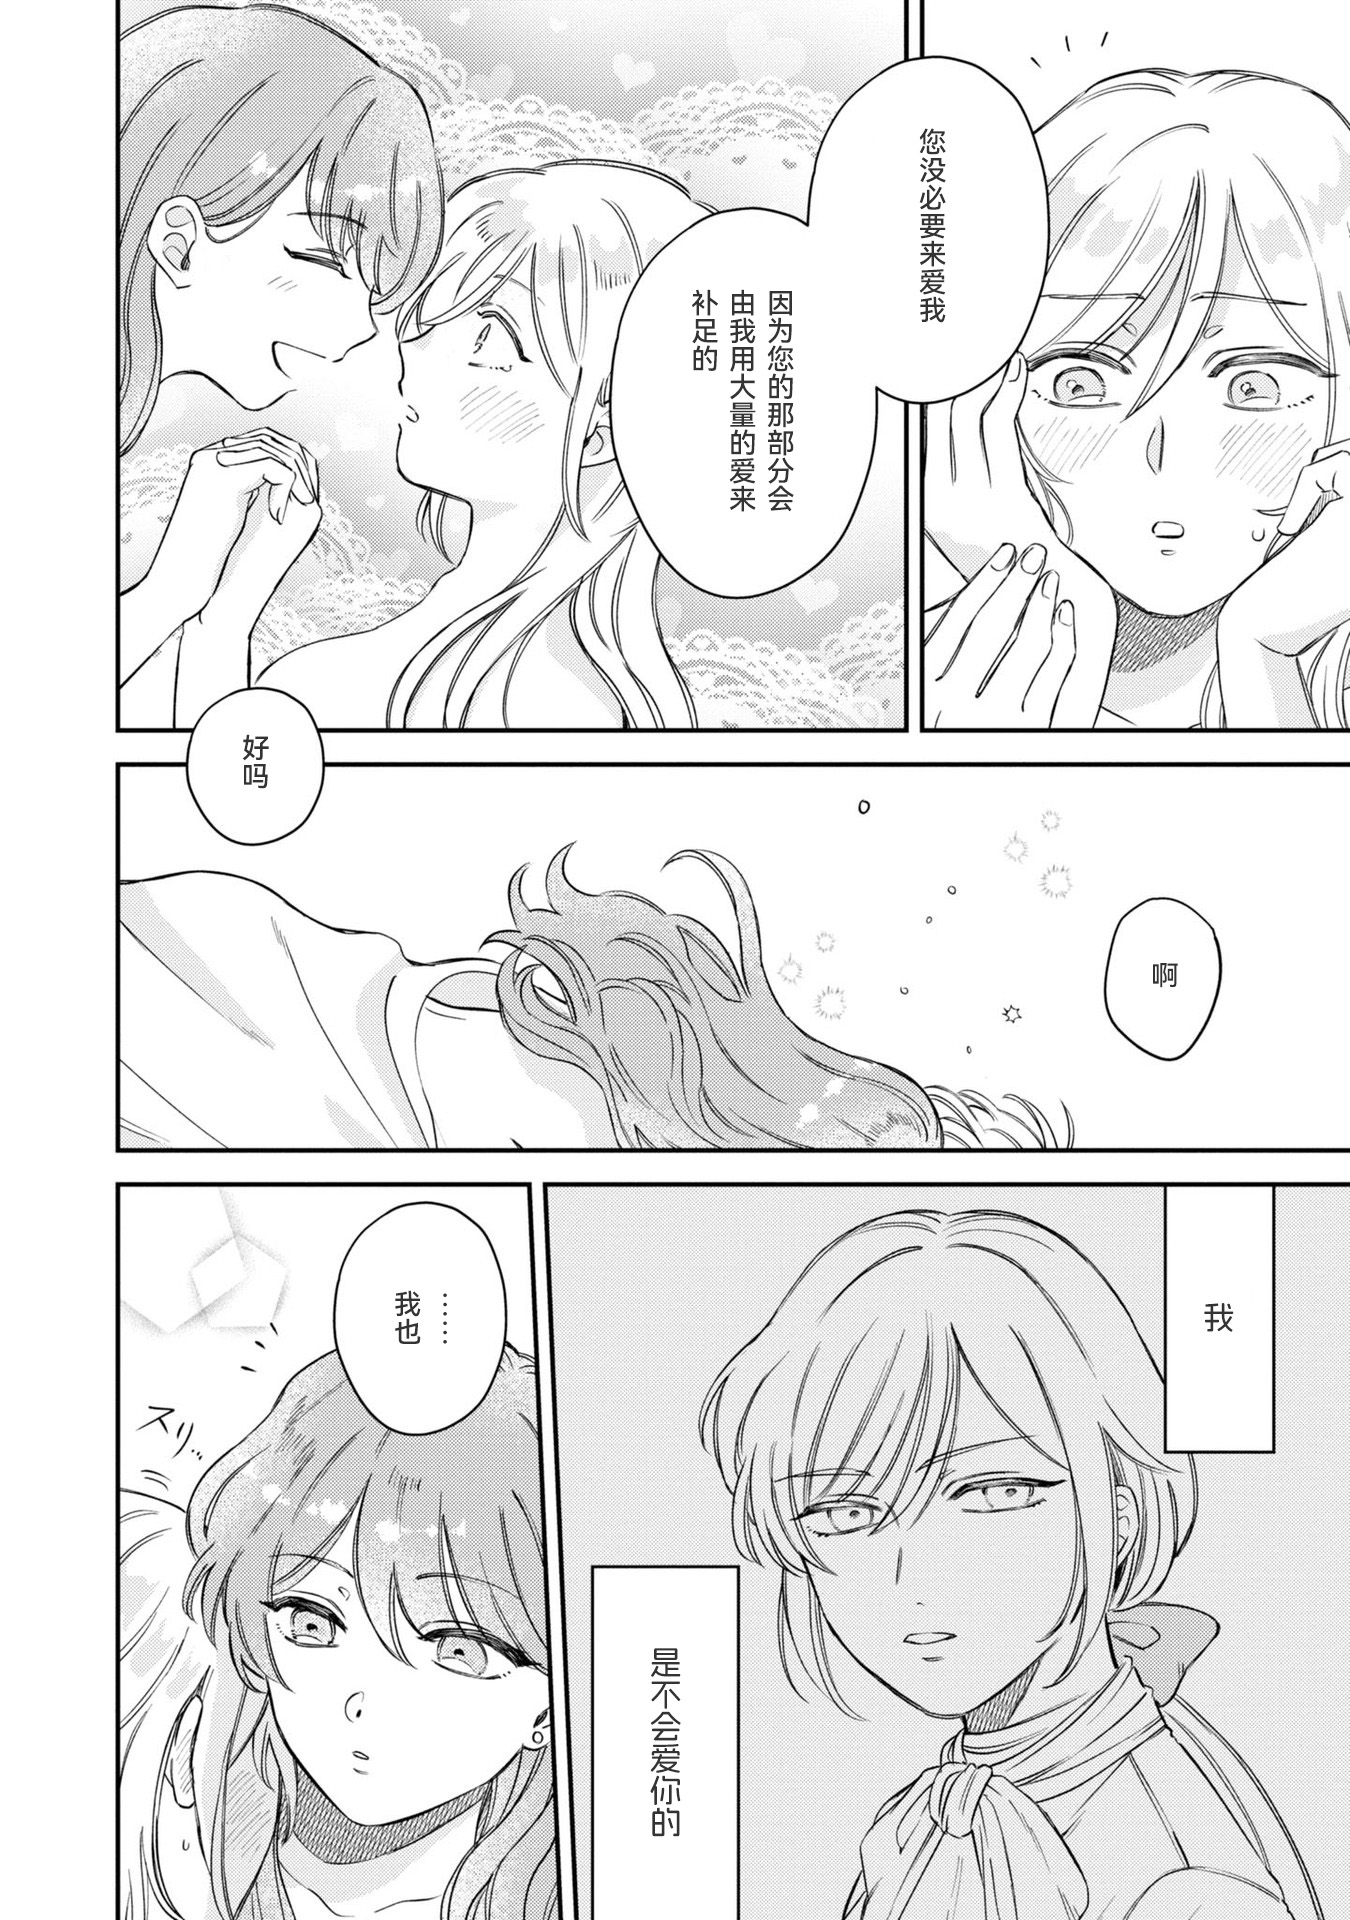 您没必要来爱我
因为您的那部分会
由我用大量的爱来
补足的
好吗
啊
我
是不会爱你的
……
我也
スリ…